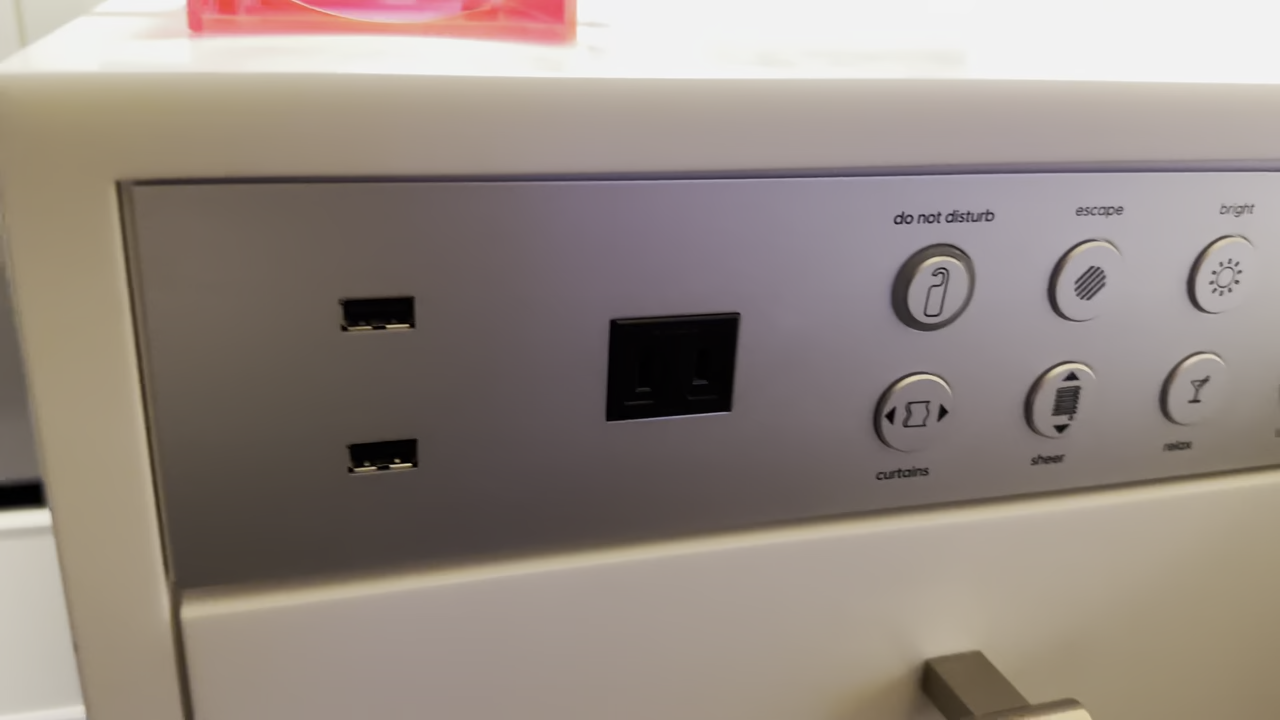 do not disturb
escape
bright
curtains
sheer
relax